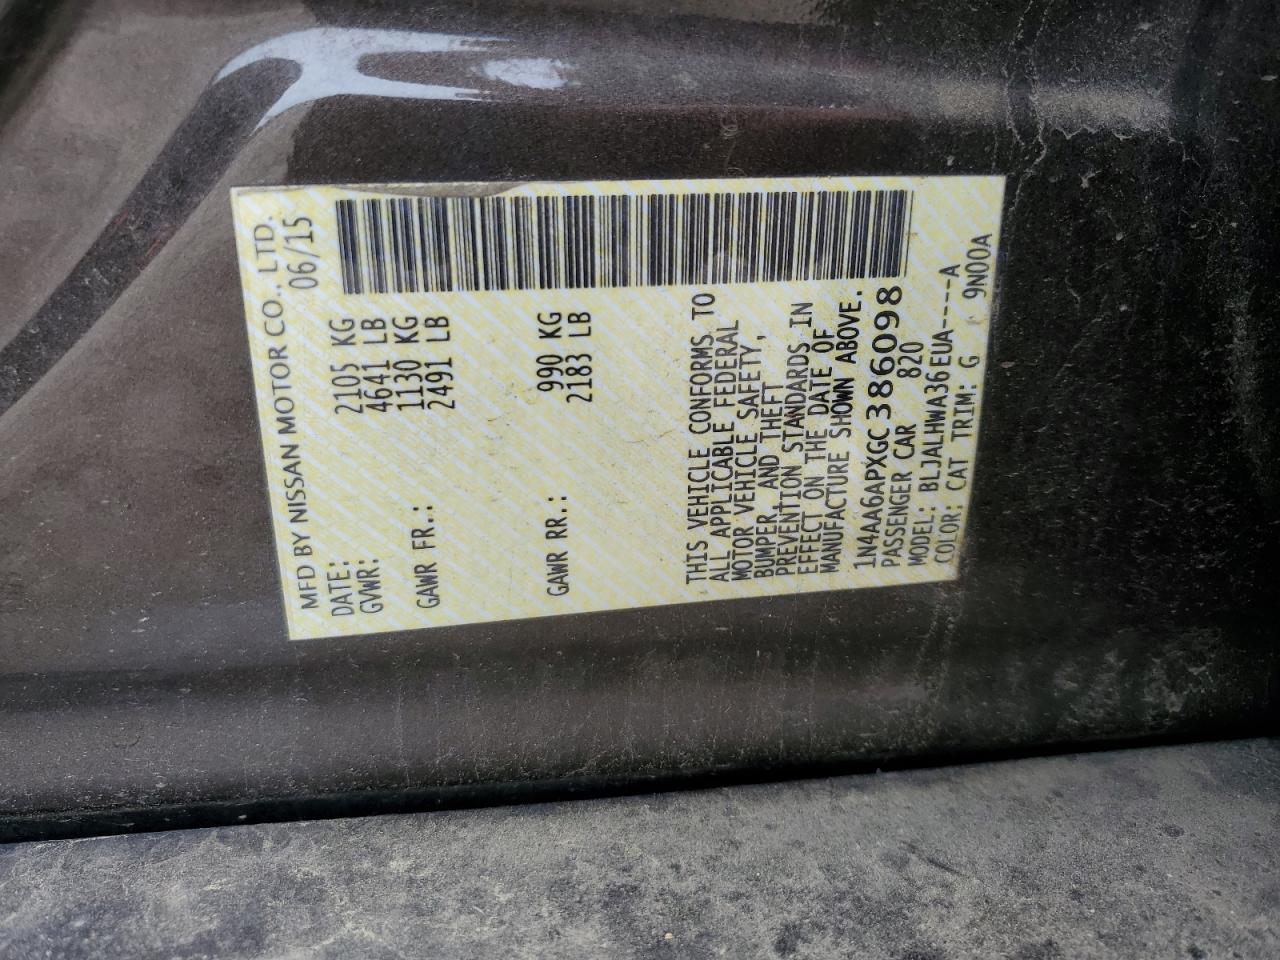 MFD BY NISSAN MOTOR CO., LTD.
DATE: 06/15
GVWR: 2105 KG
4641 LB
GAWR FR.: 1130 KG
2491 LB
GAWR RR.: 990 KG
2183 LB
THIS VEHICLE CONFORMS TO
ALL APPLICABLE FEDERAL
MOTOR VEHICLE SAFETY,
BUMPER, AND THEFT
PREVENTION STANDARDS IN
EFFECT ON THE DATE OF
MANUFACTURE SHOWN ABOVE.
1N4AA6APXGC386098
PASSENGER CAR 820
MODEL: BLJALHWA36EUA-----A
COLOR: CAT TRIM: G 9N00A